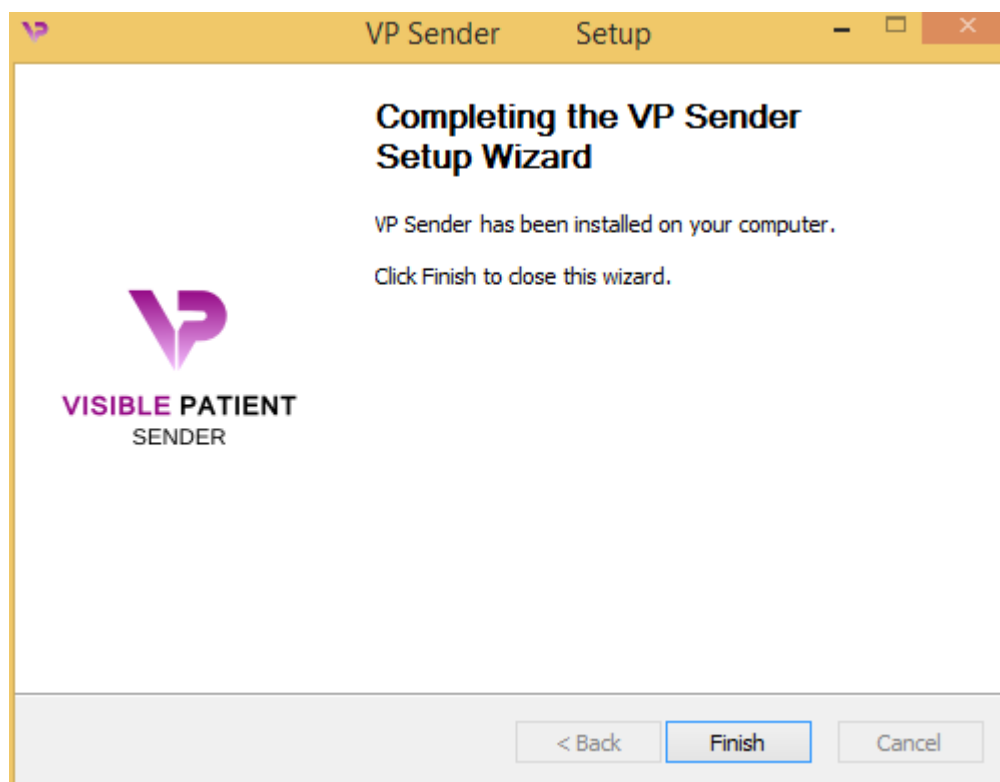 VP Sender Setup
Completing the VP Sender
Setup Wizard
VP Sender has been installed on your computer.
Click Finish to close this wizard.
VP
VISIBLE PATIENT
SENDER
< Back Finish Cancel